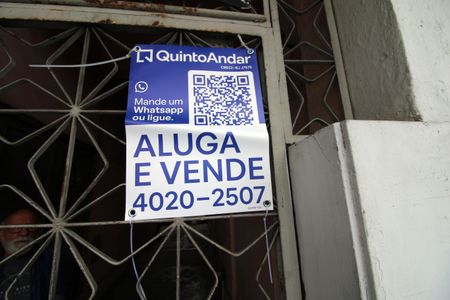 QuintoAndar
Mande um
Whatsapp
ou ligue.
ALUGA
E VENDE
4020-2507